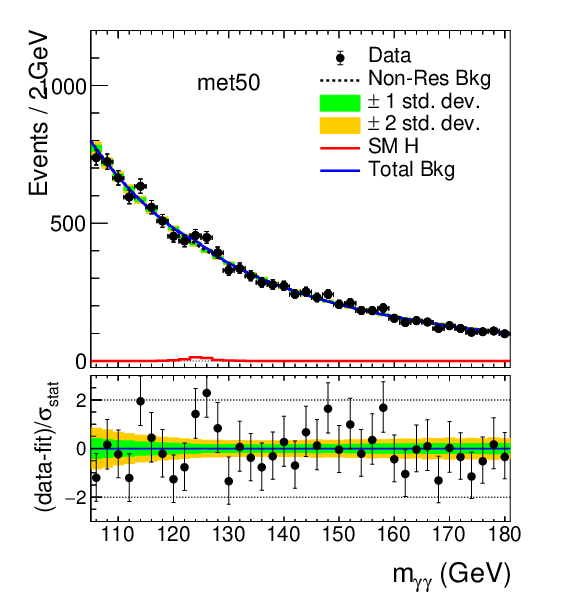 Events / 2 GeV
1000
500
0
met50
Data
Non-Res Bkg
± 1 std. dev.
± 2 std. dev.
SM H
Total Bkg
(data-fit)/σstat
2
0
−2
110 120 130 140 150 160 170 180
mγγ (GeV)